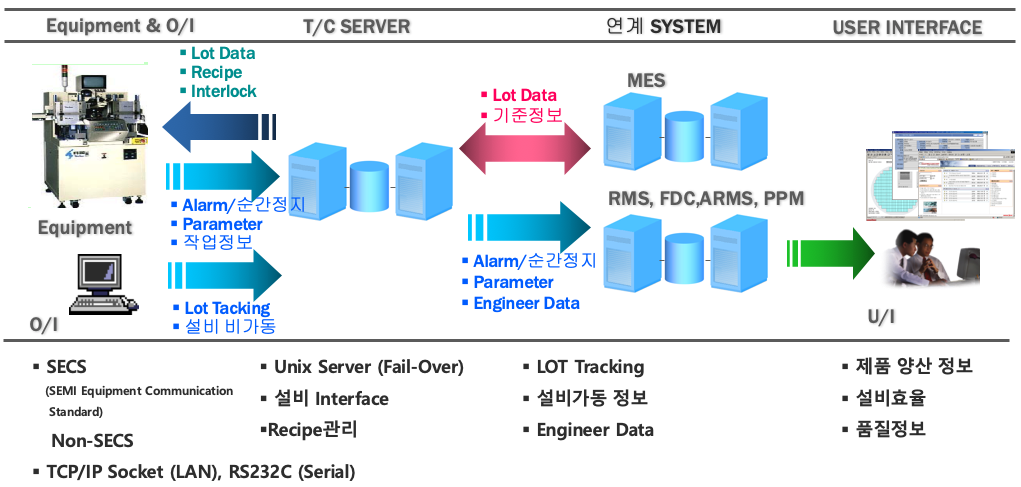 Equipment & O/I
T/C SERVER
연계 SYSTEM
USER INTERFACE
▪ Lot Data
▪ Recipe
▪ Interlock
▪ Alarm/순간정지
▪ Parameter
▪ 작업정보
Equipment
▪ Lot Tacking
▪ 설비 비가동
O/I
▪ Lot Data
▪ 기준정보
MES
RMS, FDC,ARMS, PPM
▪ Alarm/순간정지
▪ Parameter
▪ Engineer Data
U/I
▪ SECS
(SEMI Equipment Communication
Standard)
Non-SECS
▪ TCP/IP Socket (LAN), RS232C (Serial)
▪ Unix Server (Fail-Over)
▪ 설비 Interface
▪Recipe관리
▪ LOT Tracking
▪ 설비가동 정보
▪ Engineer Data
▪ 제품 양산 정보
▪ 설비효율
▪ 품질정보